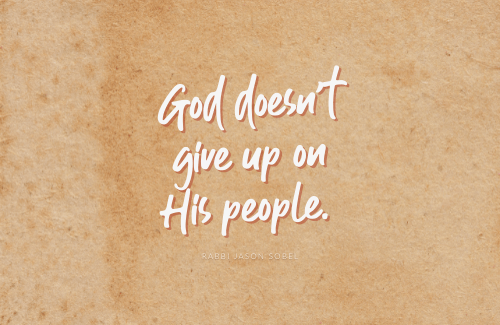 God doesn't
give up on
His people.
RABBI JASON SOBEL